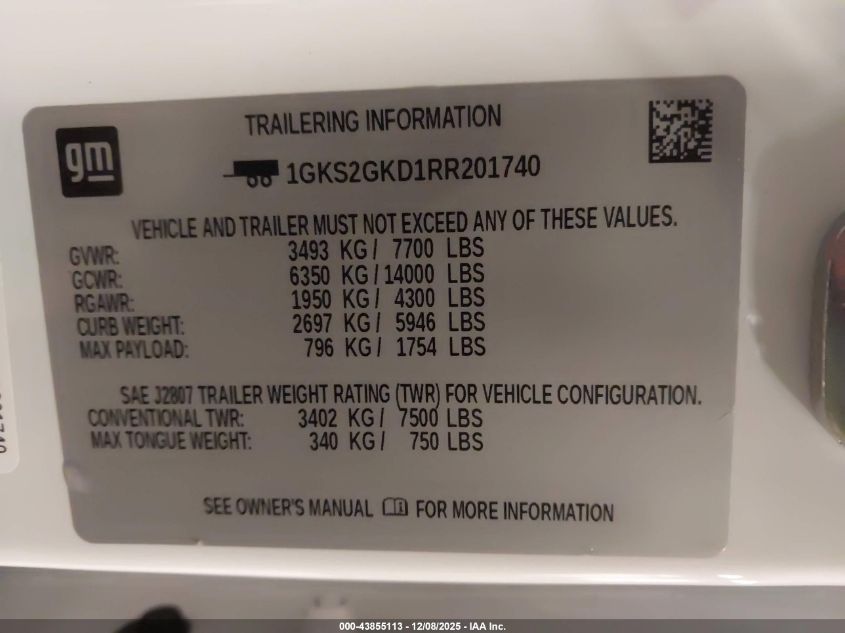 gm
TRAILERING INFORMATION
1GKS2GKD1RR201740
VEHICLE AND TRAILER MUST NOT EXCEED ANY OF THESE VALUES.
GVWR: 3493 KG / 7700 LBS
GCWR: 6350 KG / 14000 LBS
RGAWR: 1950 KG / 4300 LBS
CURB WEIGHT: 2697 KG / 5946 LBS
MAX PAYLOAD: 796 KG / 1754 LBS
SAE J2807 TRAILER WEIGHT RATING (TWR) FOR VEHICLE CONFIGURATION.
CONVENTIONAL TWR: 3402 KG / 7500 LBS
MAX TONGUE WEIGHT: 340 KG / 750 LBS
SEE OWNER'S MANUAL FOR MORE INFORMATION
000-43855113 - 12/08/2025 - IAA Inc.